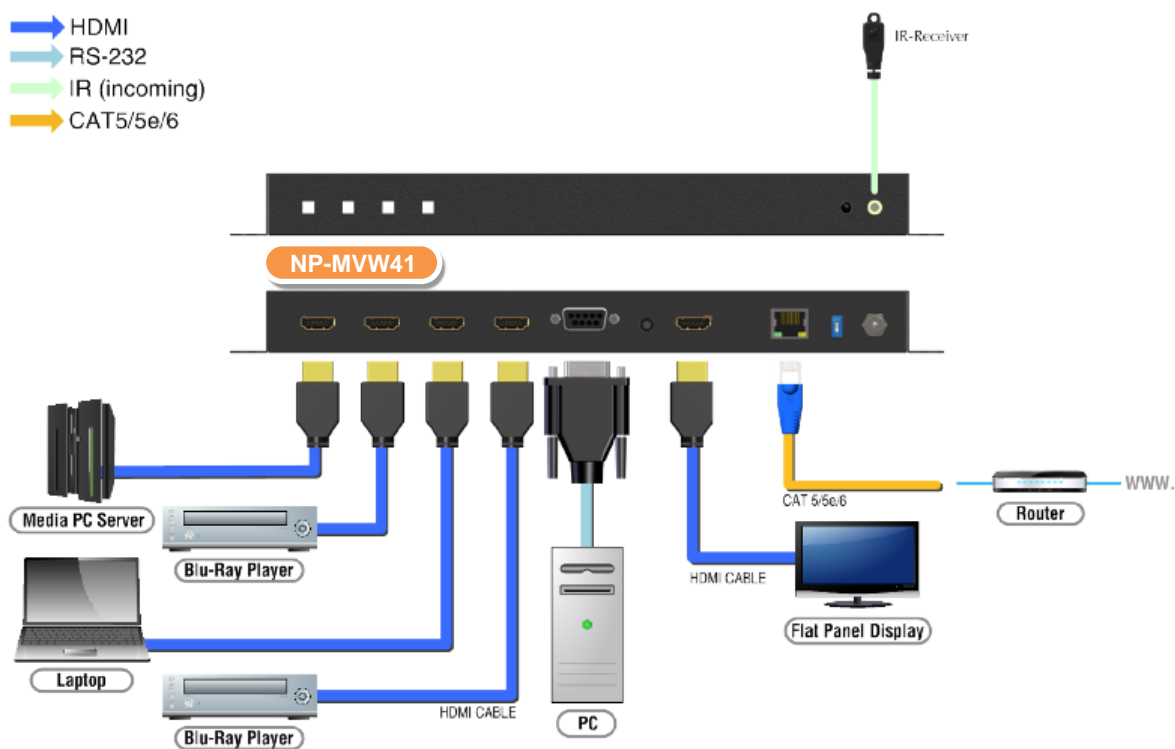 HDMI
RS-232
IR (incoming)
CAT5/5e/6
IR-Receiver
NP-MVW41
Media PC Server
Blu-Ray Player
Laptop
Blu-Ray Player
HDMI CABLE
PC
HDMI CABLE
Flat Panel Display
CAT 5/5e/6
Router
WWW.